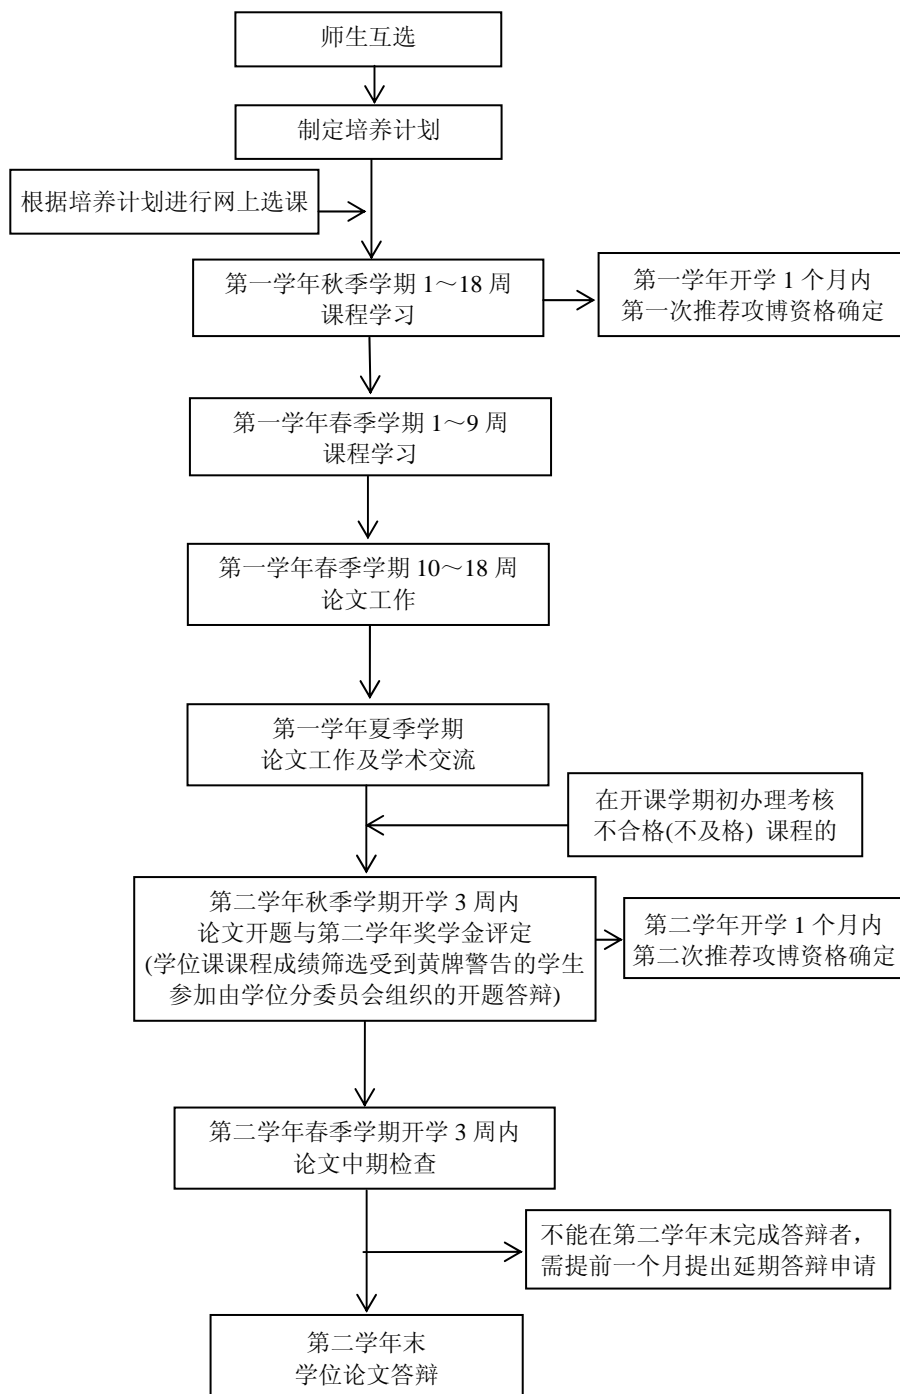 师生互选
制定培养计划
根据培养计划进行网上选课
第一学年秋季学期 1～18 周
课程学习
第一学年开学 1 个月内
第一次推荐攻博资格确定
第一学年春季学期 1～9 周
课程学习
第一学年春季学期 10～18 周
论文工作
第一学年夏季学期
论文工作及学术交流
在开课学期初办理考核
不合格(不及格) 课程的
第二学年秋季学期开学 3 周内
论文开题与第二学年奖学金评定
(学位课课程成绩筛选受到黄牌警告的学生
参加由学位分委员会组织的开题答辩)
第二学年开学 1 个月内
第二次推荐攻博资格确定
第二学年春季学期开学 3 周内
论文中期检查
不能在第二学年末完成答辩者，
需提前一个月提出延期答辩申请
第二学年末
学位论文答辩